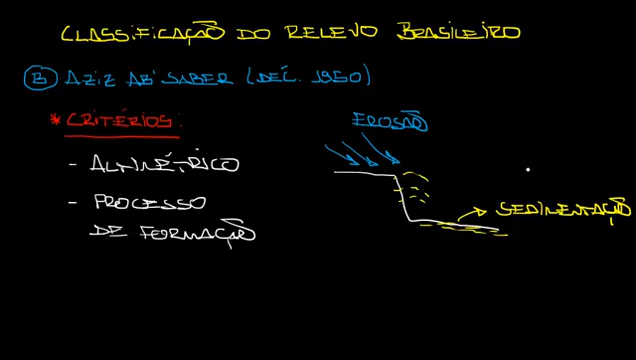 CLASSIFICAÇÃO DO RELEVO BRASILEIRO
B) AZIZ AB'SABER (DÉC. 1950)
* CRITÉRIOS:
- ALTIMÉTRICO
- PROCESSO
DE FORMAÇÃO
EROSÃO
SEDIMENTAÇÃO